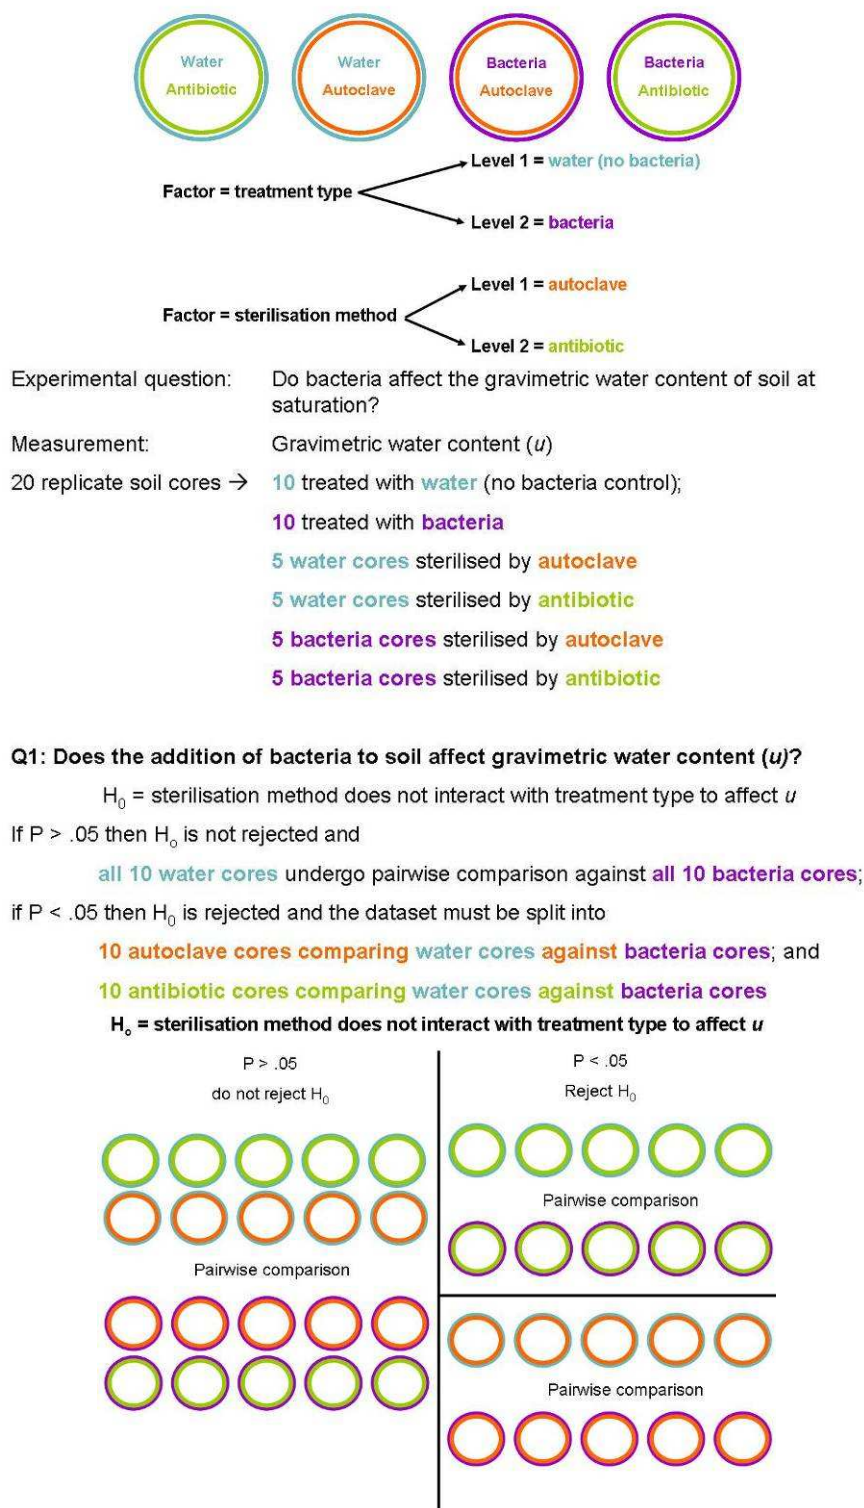 Water Water Bacteria Bacteria
Antibiotic Autoclave Autoclave Antibiotic
Level 1 = water (no bacteria)
Factor = treatment type
Level 2 = bacteria
Level 1 = autoclave
Factor = sterilisation method
Level 2 = antibiotic
Experimental question: Do bacteria affect the gravimetric water content of soil at
saturation?
Measurement: Gravimetric water content (u)
20 replicate soil cores → 10 treated with water (no bacteria control);
10 treated with bacteria
5 water cores sterilised by autoclave
5 water cores sterilised by antibiotic
5 bacteria cores sterilised by autoclave
5 bacteria cores sterilised by antibiotic
Q1: Does the addition of bacteria to soil affect gravimetric water content (u)?
H₀ = sterilisation method does not interact with treatment type to affect u
If P > .05 then Hₒ is not rejected and
all 10 water cores undergo pairwise comparison against all 10 bacteria cores;
if P < .05 then H₀ is rejected and the dataset must be split into
10 autoclave cores comparing water cores against bacteria cores; and
10 antibiotic cores comparing water cores against bacteria cores
Hₒ = sterilisation method does not interact with treatment type to affect u
P > .05
do not reject H₀
Pairwise comparison
P < .05
Reject H₀
Pairwise comparison
Pairwise comparison